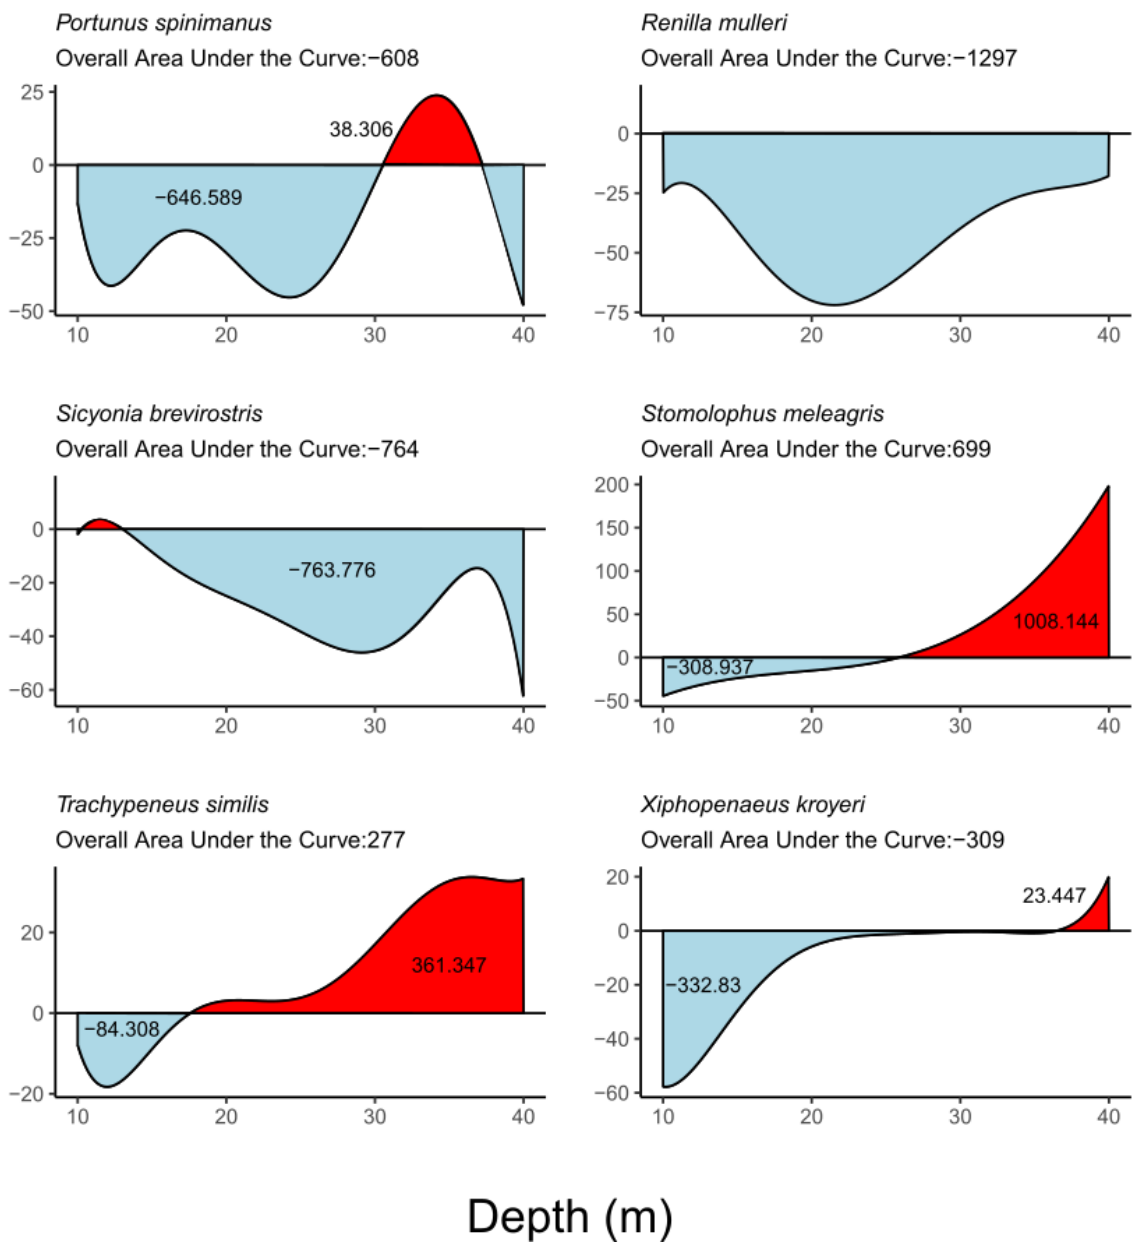 Portunus spinimanus
Overall Area Under the Curve:−608
25
0
−25
−50
38.306
−646.589
10 20 30 40
Renilla mulleri
Overall Area Under the Curve:−1297
0
−25
−50
−75
10 20 30 40
Sicyonia brevirostris
Overall Area Under the Curve:−764
0
−20
−40
−60
−763.776
10 20 30 40
Stomolophus meleagris
Overall Area Under the Curve:699
200
150
100
50
0
−50
1008.144
−308.937
10 20 30 40
Trachypeneus similis
Overall Area Under the Curve:277
20
0
−20
361.347
−84.308
10 20 30 40
Xiphopenaeus kroyeri
Overall Area Under the Curve:−309
20
0
−20
−40
−60
23.447
−332.83
10 20 30 40
Depth (m)